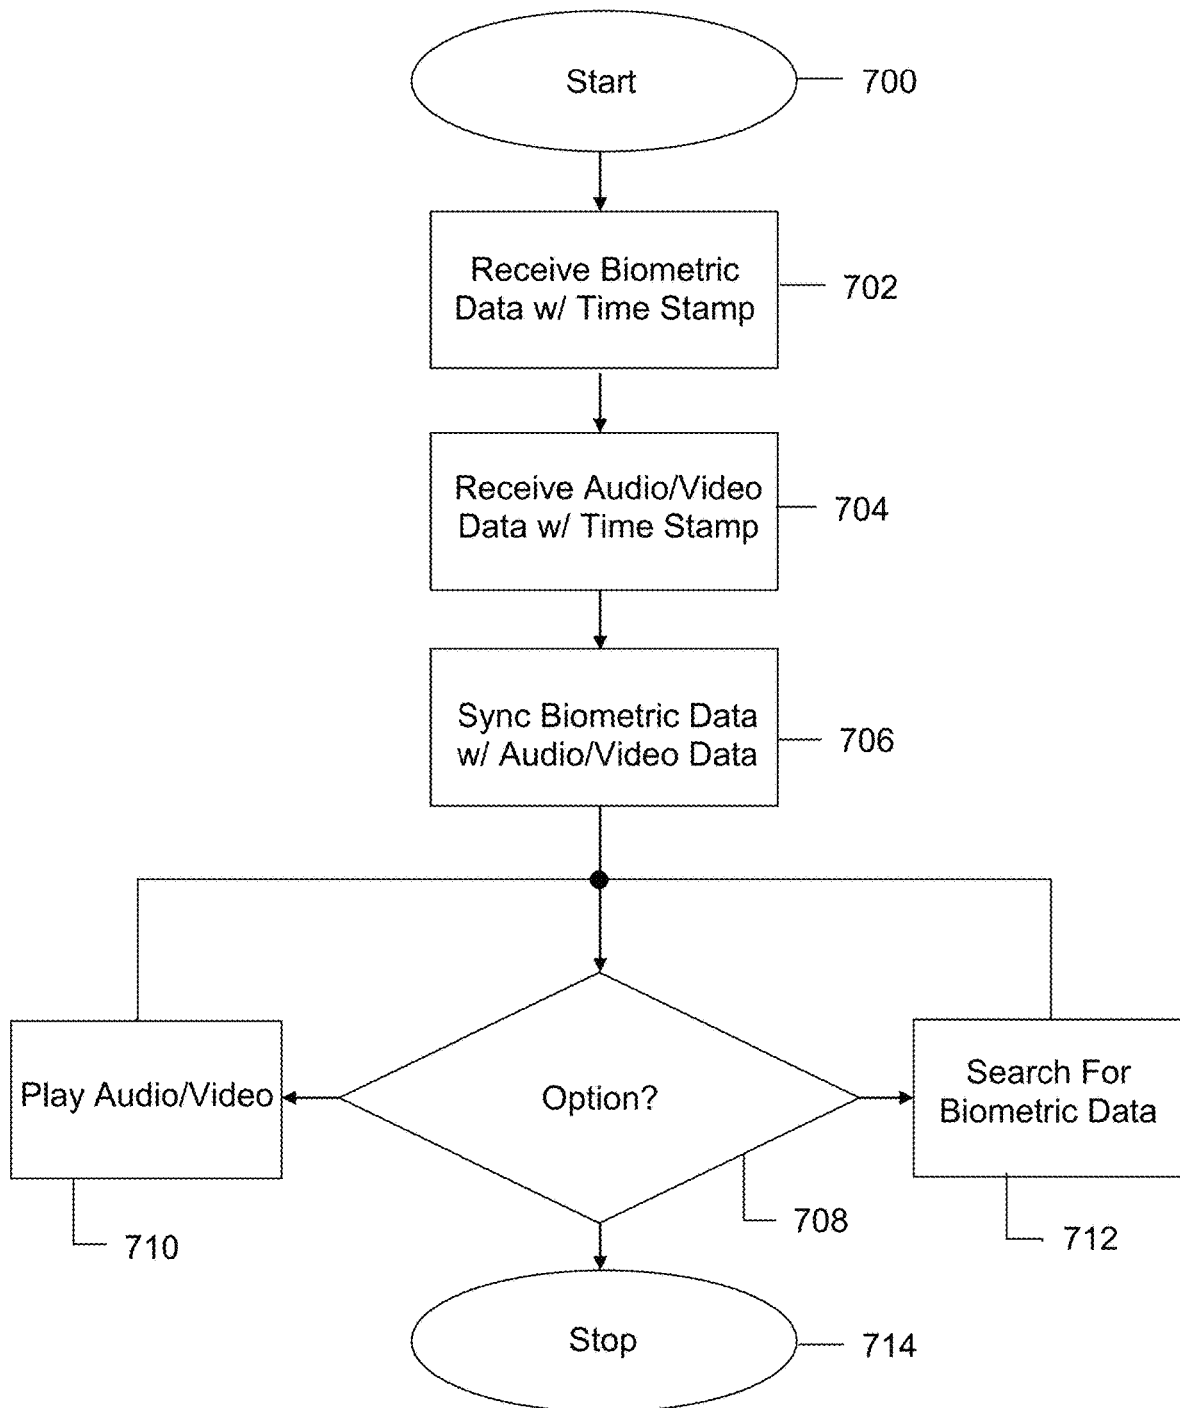 Start
700
Receive Biometric
Data w/ Time Stamp
702
Receive Audio/Video
Data w/ Time Stamp
704
Sync Biometric Data
w/ Audio/Video Data
706
Play Audio/Video
710
Option?
708
Search For
Biometric Data
712
Stop
714